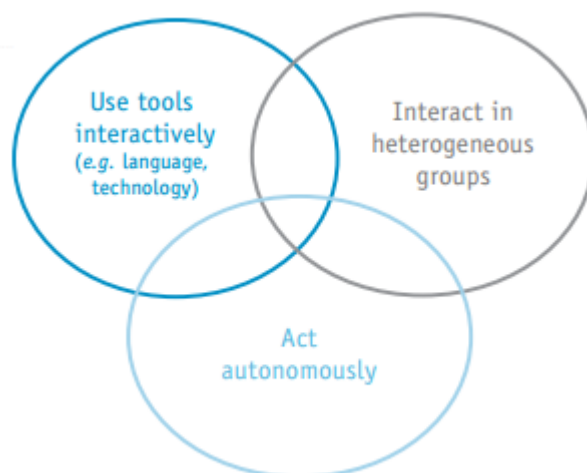 Use tools
interactively
(e.g. language,
technology)
Interact in
heterogeneous
groups
Act
autonomously